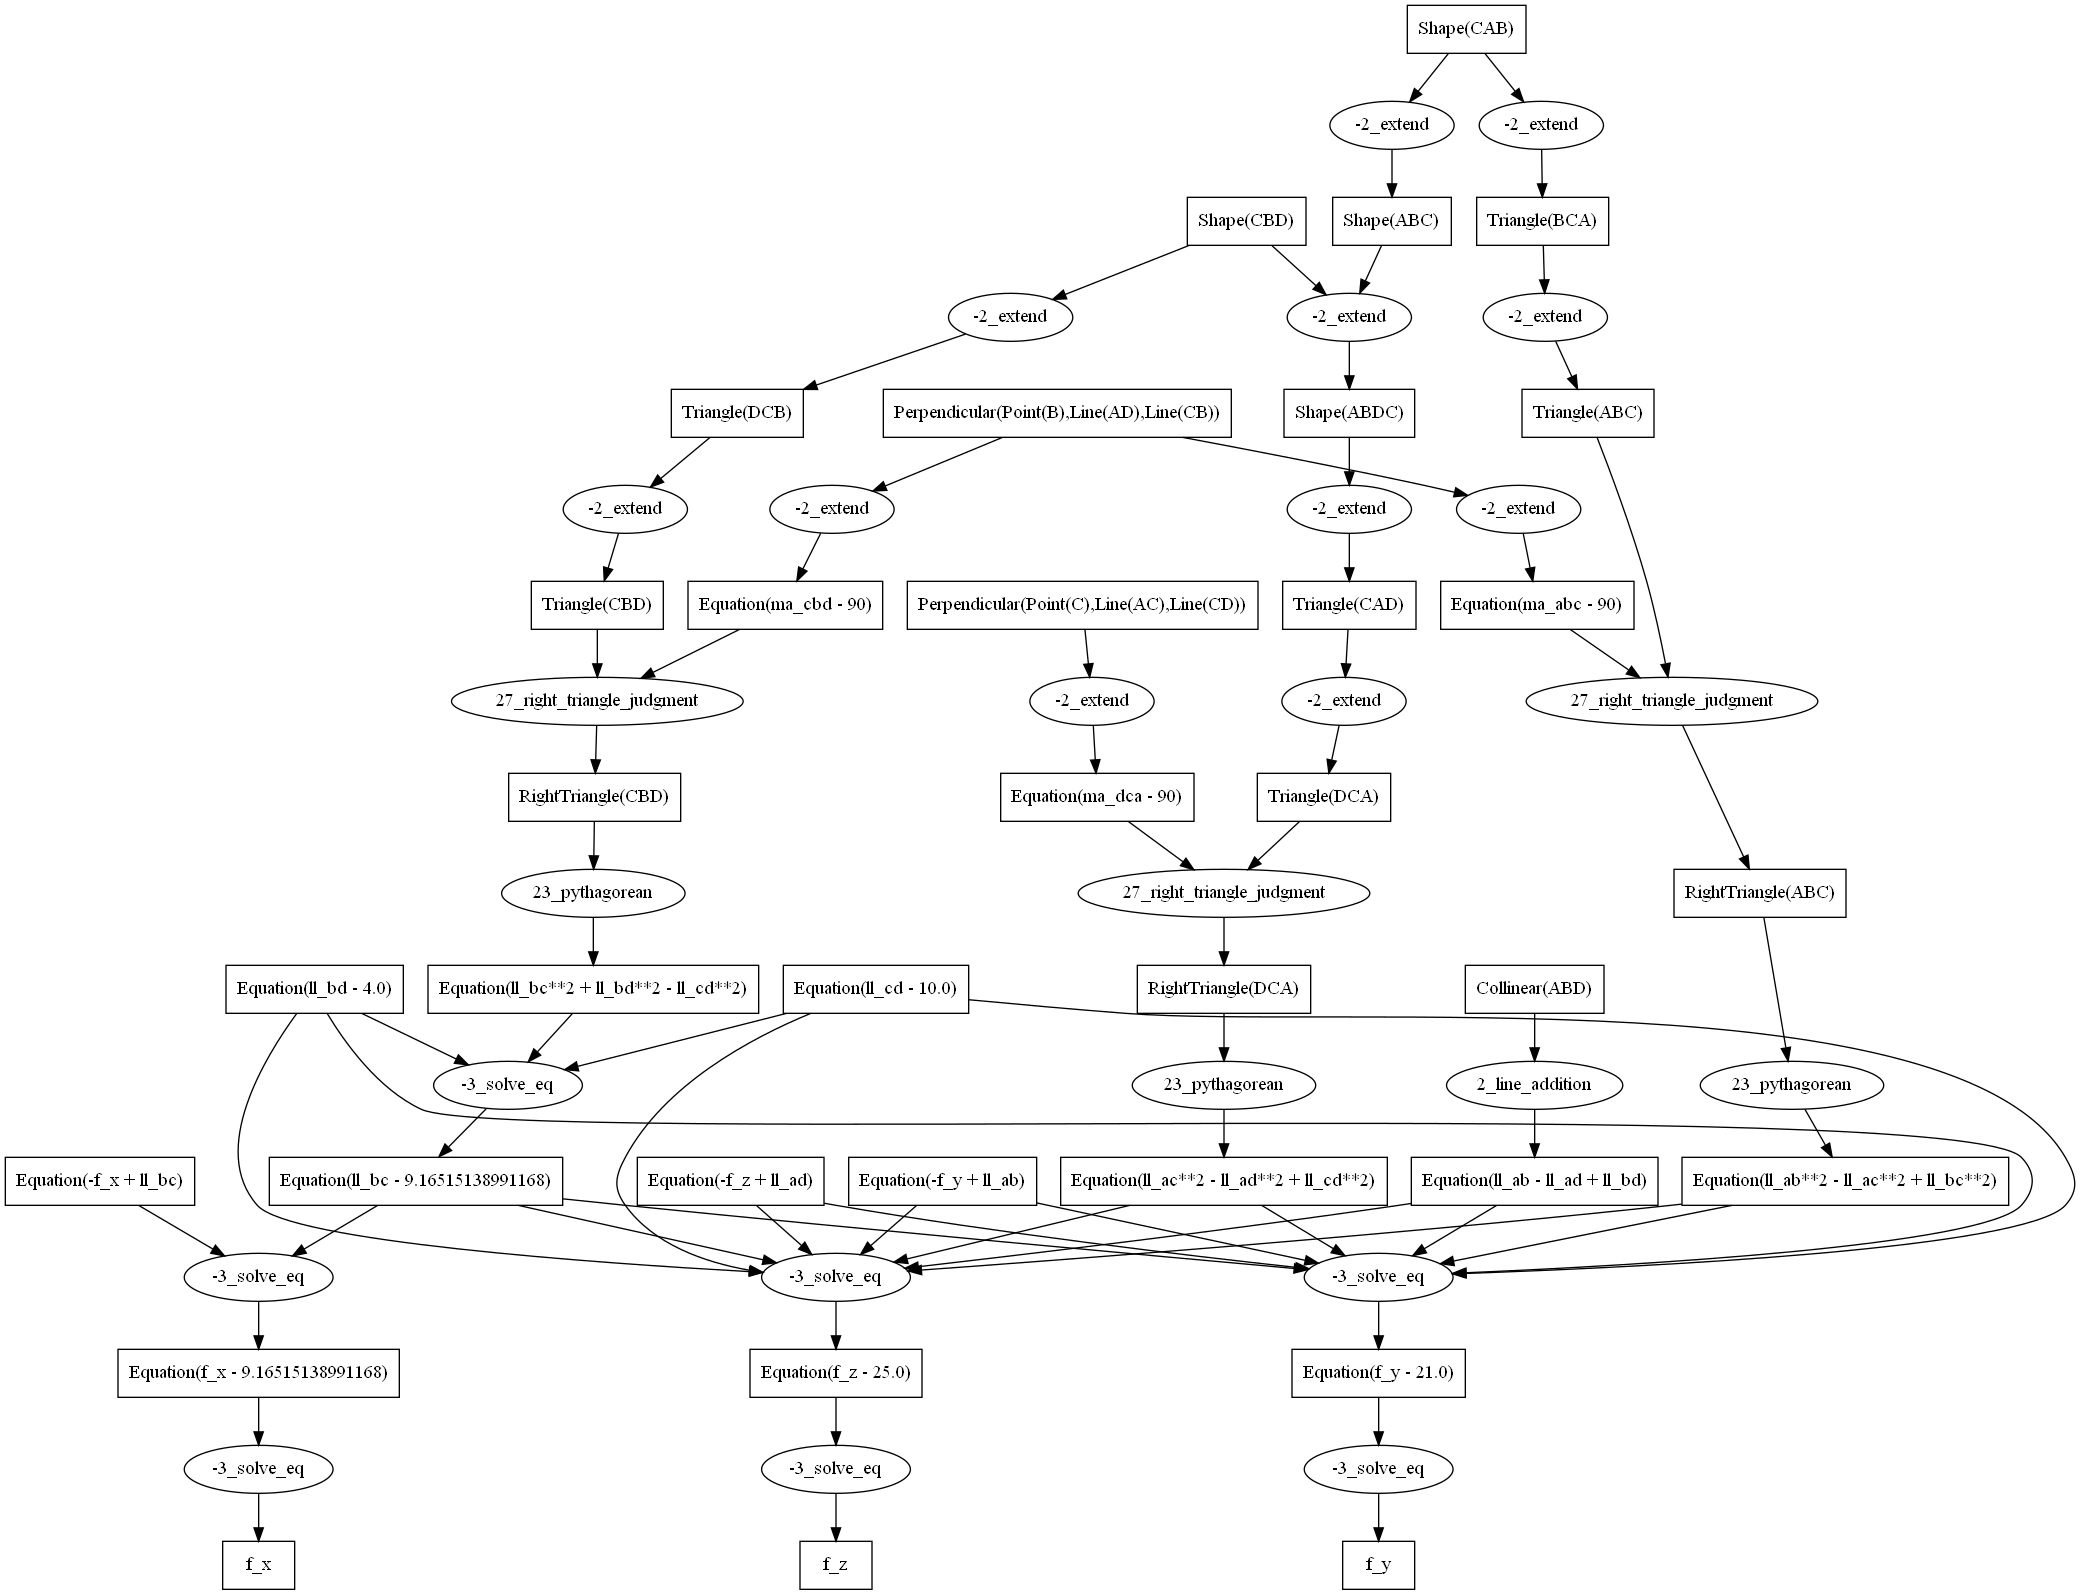 Shape(CAB)
-2_extend
-2_extend
Shape(CBD)
Shape(ABC)
Triangle(BCA)
-2_extend
-2_extend
-2_extend
Triangle(DCB)
Perpendicular(Point(B),Line(AD),Line(CB))
Shape(ABDC)
Triangle(ABC)
-2_extend
-2_extend
-2_extend
-2_extend
Triangle(CBD)
Equation(ma_cbd - 90)
Perpendicular(Point(C),Line(AC),Line(CD))
Triangle(CAD)
Equation(ma_abc - 90)
27_right_triangle_judgment
-2_extend
-2_extend
27_right_triangle_judgment
RightTriangle(CBD)
Equation(ma_dca - 90)
Triangle(DCA)
23_pythagorean
27_right_triangle_judgment
RightTriangle(ABC)
Equation(ll_bd - 4.0)
Equation(ll_bc**2 + ll_bd**2 - ll_cd**2)
Equation(ll_cd - 10.0)
RightTriangle(DCA)
Collinear(ABD)
-3_solve_eq
23_pythagorean
2_line_addition
23_pythagorean
Equation(-f_x + ll_bc)
Equation(ll_bc - 9.16515138991168)
Equation(-f_z + ll_ad)
Equation(-f_y + ll_ab)
Equation(ll_ac**2 - ll_ad**2 + ll_cd**2)
Equation(ll_ab - ll_ad + ll_bd)
Equation(ll_ab**2 - ll_ac**2 + ll_bc**2)
-3_solve_eq
-3_solve_eq
-3_solve_eq
Equation(f_x - 9.16515138991168)
Equation(f_z - 25.0)
Equation(f_y - 21.0)
-3_solve_eq
-3_solve_eq
-3_solve_eq
f_x
f_z
f_y